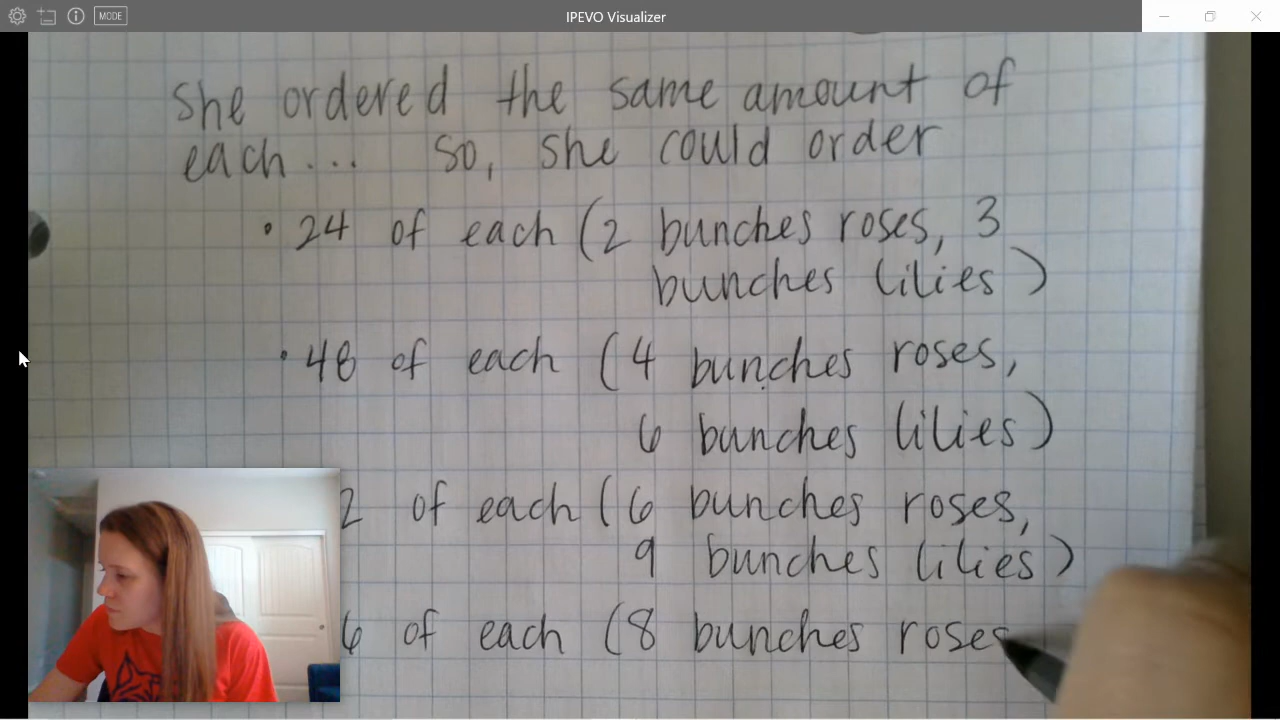 MODE
IPEVO Visualizer
she ordered the same amount of
each... so, she could order
• 24 of each (2 bunches roses, 3
bunches lilies)
• 48 of each (4 bunches roses,
6 bunches lilies)
2 of each (6 bunches roses,
9 bunches lilies)
6 of each (8 bunches roses